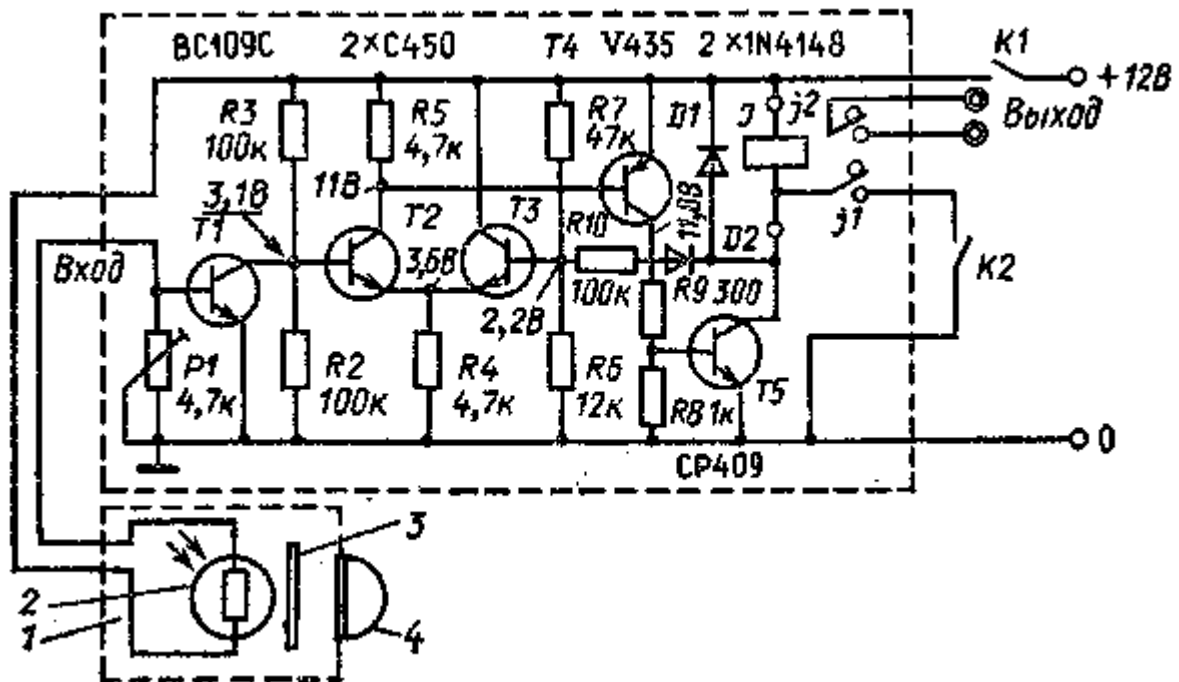 BC109C 2×C450 T4 V435 2×1N4148
K1
+12В
Выход
R3
100к
R5
4,7к
R7
47к
D1
J
j2
3,1В
11В
T1
T2
T3
R10
11,8В
D2
j1
K2
Вход
3,6В
100к
R9
300
2,2В
P1
4,7к
R2
100к
R4
4,7к
R6
12к
R8 1к
T5
0
CP409
3
2
1
4